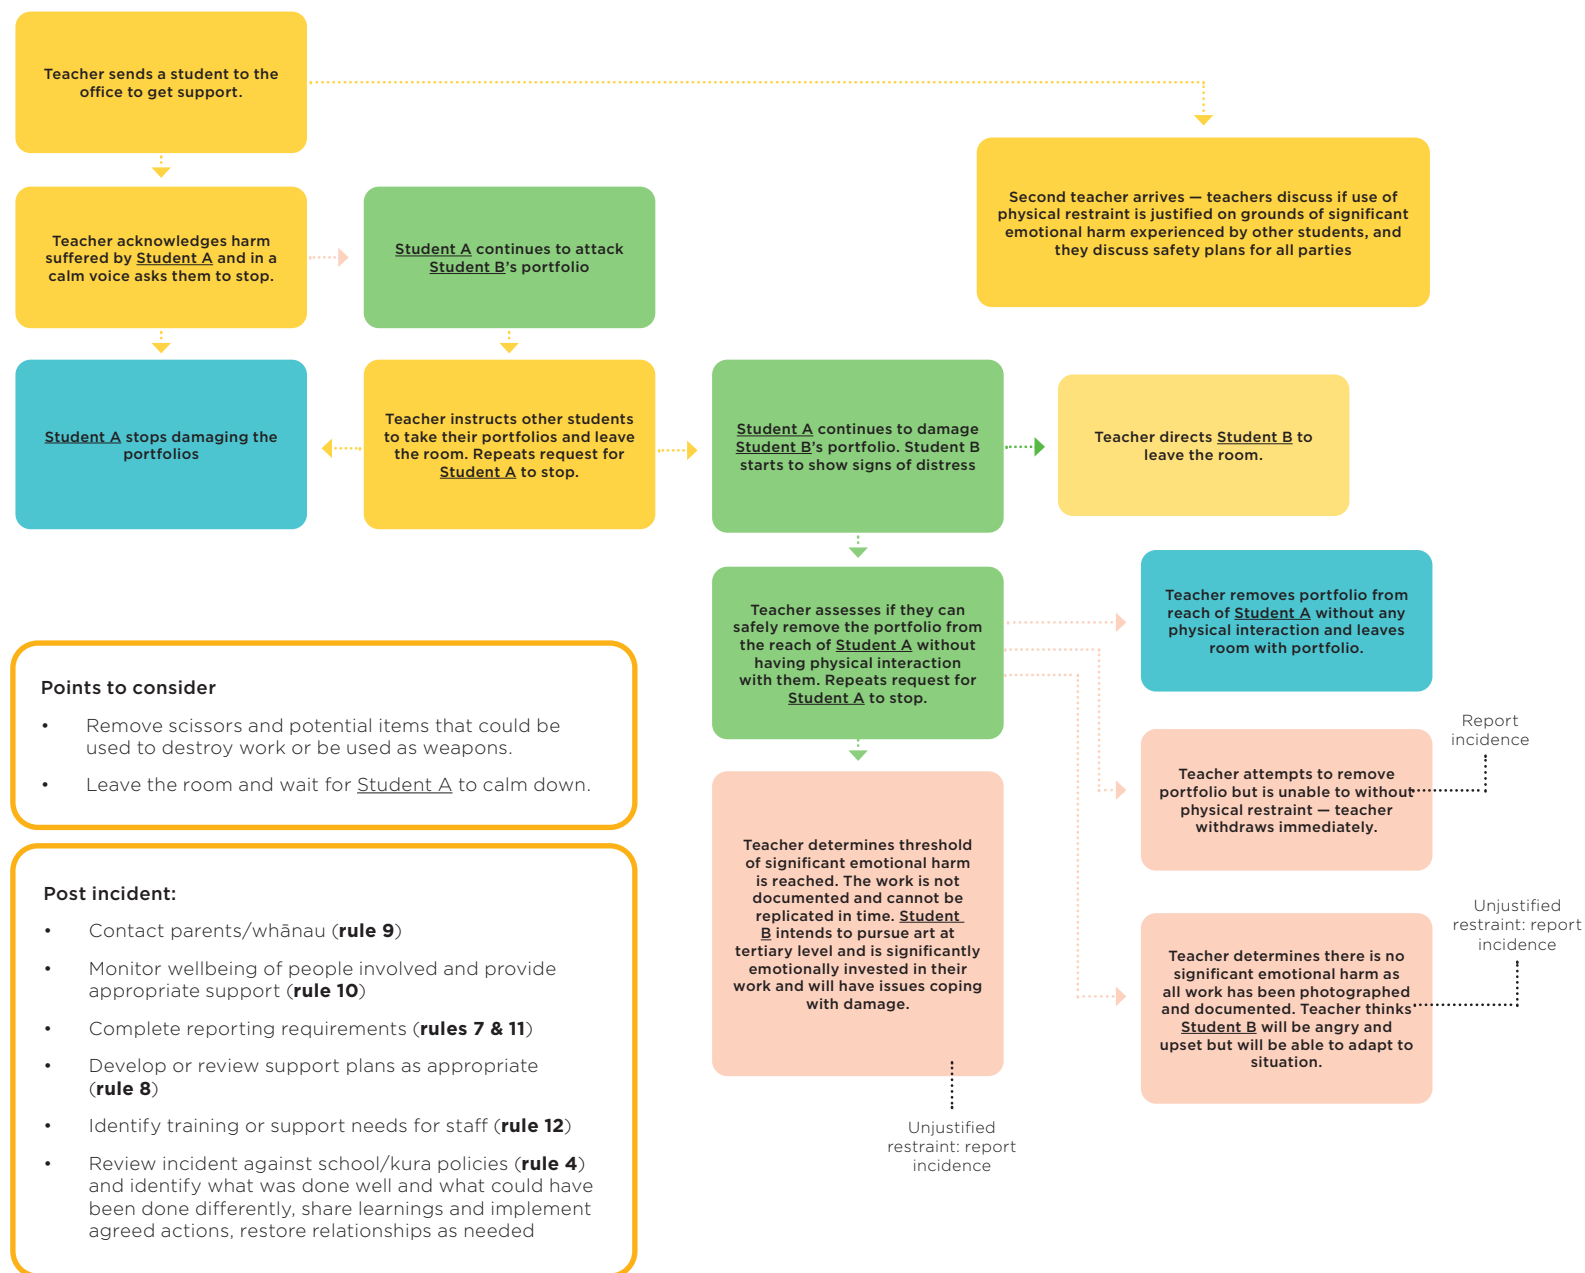 Teacher sends a student to the
office to get support.
Second teacher arrives — teachers discuss if use of
physical restraint is justified on grounds of significant
emotional harm experienced by other students, and
they discuss safety plans for all parties
Teacher acknowledges harm
suffered by Student A and in a
calm voice asks them to stop.
Student A continues to attack
Student B’s portfolio
Student A stops damaging the
portfolios
Teacher instructs other students
to take their portfolios and leave
the room. Repeats request for
Student A to stop.
Student A continues to damage
Student B’s portfolio. Student B
starts to show signs of distress
Teacher directs Student B to
leave the room.
Teacher assesses if they can
safely remove the portfolio from
the reach of Student A without
having physical interaction
with them. Repeats request for
Student A to stop.
Teacher removes portfolio from
reach of Student A without any
physical interaction and leaves
room with portfolio.
Report
incidence
Teacher attempts to remove
portfolio but is unable to without
physical restraint — teacher
withdraws immediately.
Teacher determines threshold
of significant emotional harm
is reached. The work is not
documented and cannot be
replicated in time. Student
B intends to pursue art at
tertiary level and is significantly
emotionally invested in their
work and will have issues coping
with damage.
Unjustified
restraint: report
incidence
Teacher determines there is no
significant emotional harm as
all work has been photographed
and documented. Teacher thinks
Student B will be angry and
upset but will be able to adapt to
situation.
Unjustified
restraint: report
incidence
Points to consider
• Remove scissors and potential items that could be
used to destroy work or be used as weapons.
• Leave the room and wait for Student A to calm down.
Post incident:
• Contact parents/whānau (rule 9)
• Monitor wellbeing of people involved and provide
appropriate support (rule 10)
• Complete reporting requirements (rules 7 & 11)
• Develop or review support plans as appropriate
(rule 8)
• Identify training or support needs for staff (rule 12)
• Review incident against school/kura policies (rule 4)
and identify what was done well and what could have
been done differently, share learnings and implement
agreed actions, restore relationships as needed